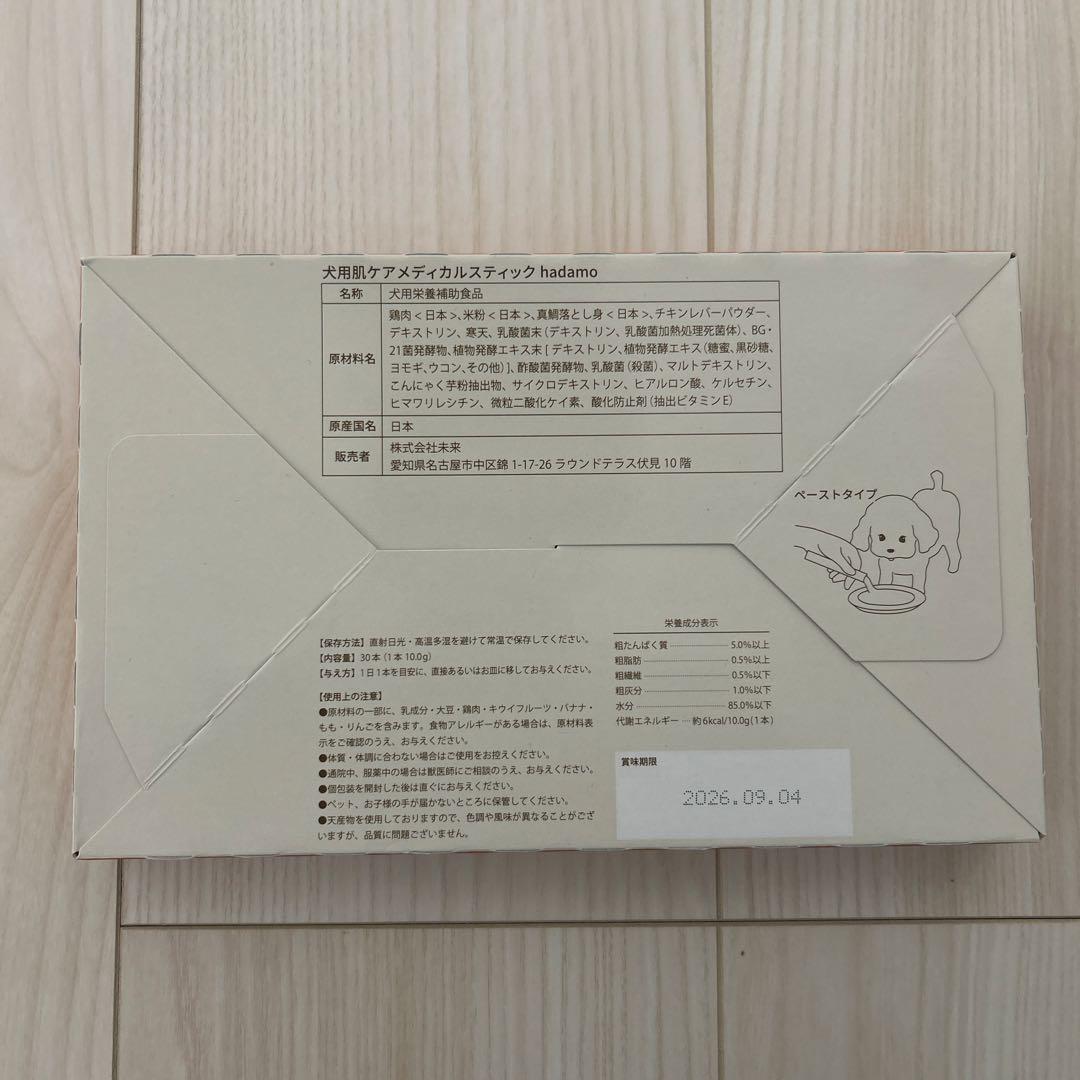 犬用肌ケアメディカルスティック hadamo
名称 犬用栄養補助食品
原材料名 鶏肉 < 日本 >、米粉 < 日本 >、真鯛落とし身 < 日本 >、チキンレバーパウダー、
デキストリン、寒天、乳酸菌末（デキストリン、乳酸菌加熱処理死菌体）、BG・
21菌発酵物、植物発酵エキス末 [ デキストリン、植物発酵エキス（糖蜜、黒砂糖、
ヨモギ、ウコン、その他）]、酢酸菌発酵物、乳酸菌（殺菌）、マルトデキストリン、
こんにゃく芋粉抽出物、サイクロデキストリン、ヒアルロン酸、ケルセチン、
ヒマワリレシチン、微粒二酸化ケイ素、酸化防止剤（抽出ビタミンE）
原産国名 日本
販売者 株式会社未来
愛知県名古屋市中区錦 1-17-26 ラウンドテラス伏見 10 階
ペーストタイプ
【保存方法】直射日光・高温多湿を避けて常温で保存してください。
【内容量】30本（1本 10.0g）
【与え方】1日1本を目安に、直接あるいはお皿に移してお与えください。
【使用上の注意】
●原材料の一部に、乳成分・大豆・鶏肉・キウイフルーツ・バナナ・
もも・りんごを含みます。食物アレルギーがある場合は、原材料表
示をご確認のうえ、お与えください。
●体質・体調に合わない場合はご使用をお控えください。
●通院中、服薬中の場合は獣医師にご相談のうえ、お与えください。
●個包装を開封した後は直ぐにお与えください。
●ペット、お子様の手が届かないところに保管してください。
●天産物を使用しておりますので、色調や風味が異なることがござ
いますが、品質に問題ございません。
栄養成分表示
粗たんぱく質 5.0%以上
粗脂肪 0.5%以上
粗繊維 0.5%以下
粗灰分 1.0%以下
水分 85.0%以下
代謝エネルギー 約6kcal/10.0g(1本)
賞味期限
2026.09.04